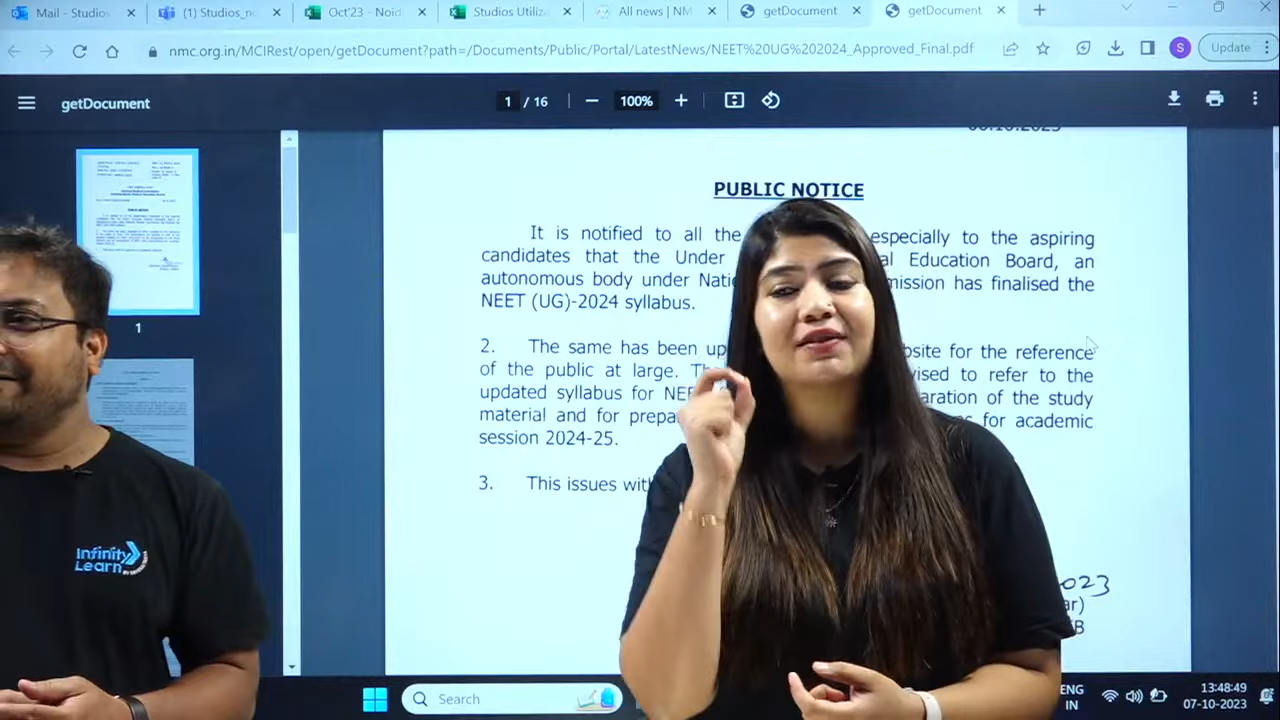 Mail - Studios
(1) Studios_n
Oct'23 - Noid
Studios Utiliz
All news | NM
getDocument
getDocument
nmc.org.in/MCIRest/open/getDocument?path=/Documents/Public/Portal/LatestNews/NEET%20UG%202024_Approved_Final.pdf
S
Update
getDocument
1 / 16
100%
1
PUBLIC NOTICE
It notified to all the especially to the aspiring
candidates that the Under al Education Board, an
autonomous body under Natio mission has finalised the
NEET (UG)-2024 syllabus.
2. The same has been up bsite for the reference
of the public at large. Th ised to refer to the
updated syllabus for NEE aration of the study
material and for prepa for academic
session 2024-25.
3. This issues with
023
ar)
B
Infinity
Learn
Search
ENG
IN
13:48:49
07-10-2023